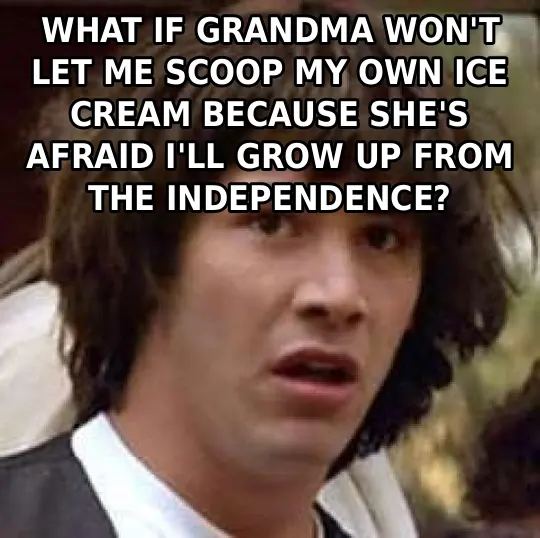 WHAT IF GRANDMA WON'T
LET ME SCOOP MY OWN ICE
CREAM BECAUSE SHE'S
AFRAID I'LL GROW UP FROM
THE INDEPENDENCE?